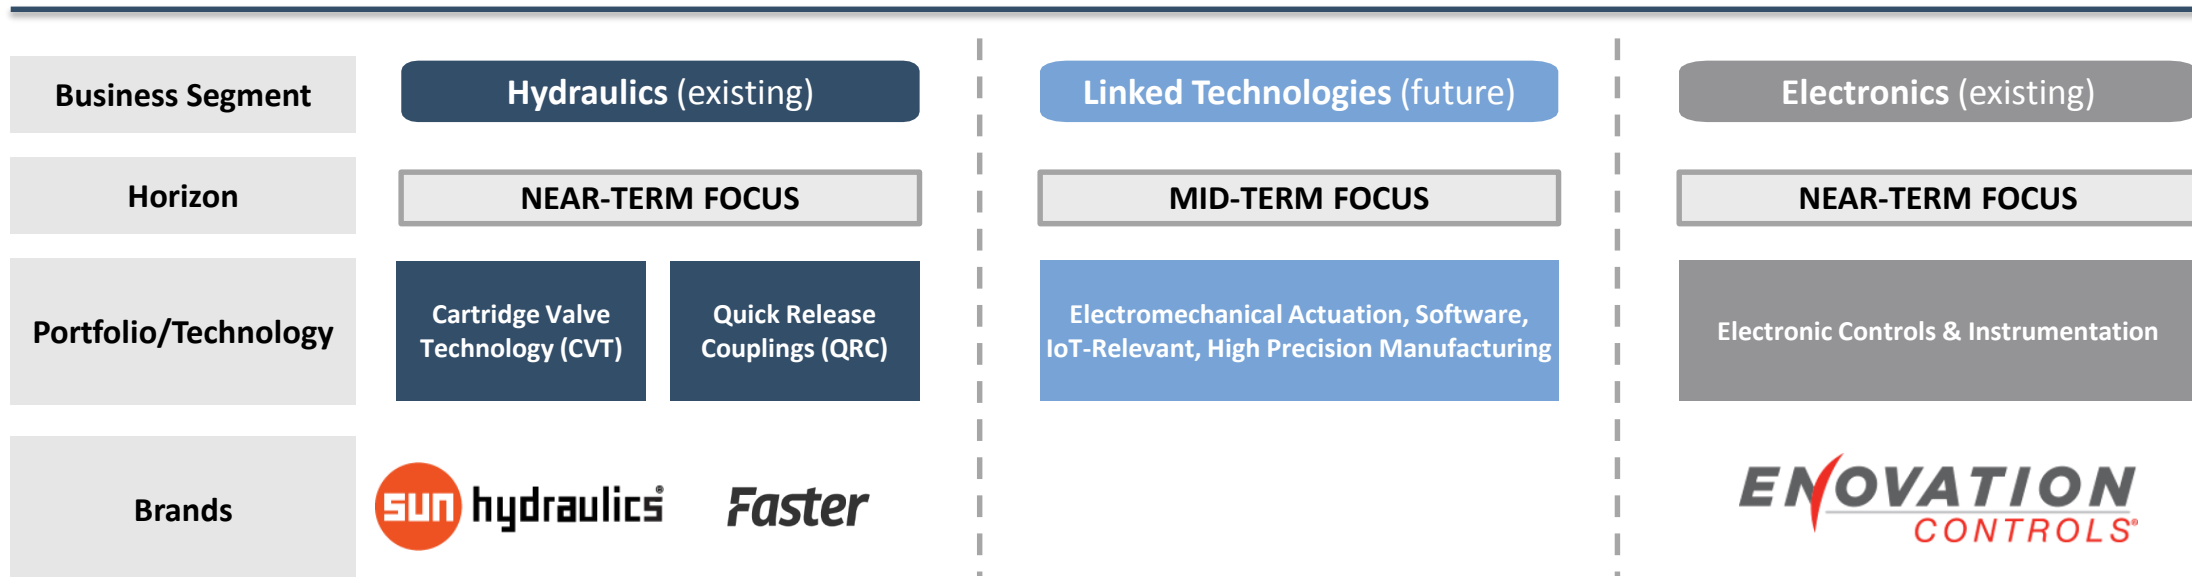 Business Segment
Hydraulics (existing)
Linked Technologies (future)
Electronics (existing)
Horizon
NEAR-TERM FOCUS
MID-TERM FOCUS
NEAR-TERM FOCUS
Portfolio/Technology
Cartridge Valve
Technology (CVT)
Quick Release
Couplings (QRC)
Electromechanical Actuation, Software,
IoT-Relevant, High Precision Manufacturing
Electronic Controls & Instrumentation
Brands
sun hydraulics®
Faster
ENOVATION
CONTROLS®